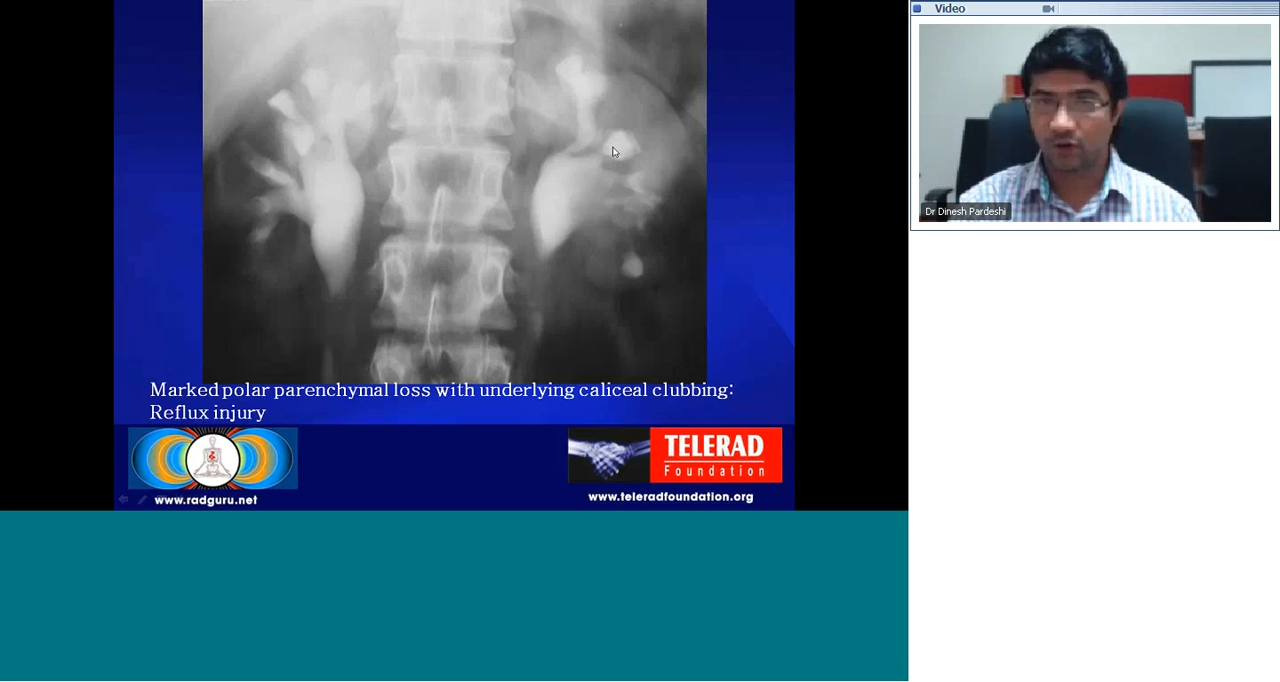 Video
Dr Dinesh Pardeshi
Marked polar parenchymal loss with underlying caliceal clubbing:
Reflux injury
TELERAD
Foundation
www.radguru.net
www.teleradfoundation.org